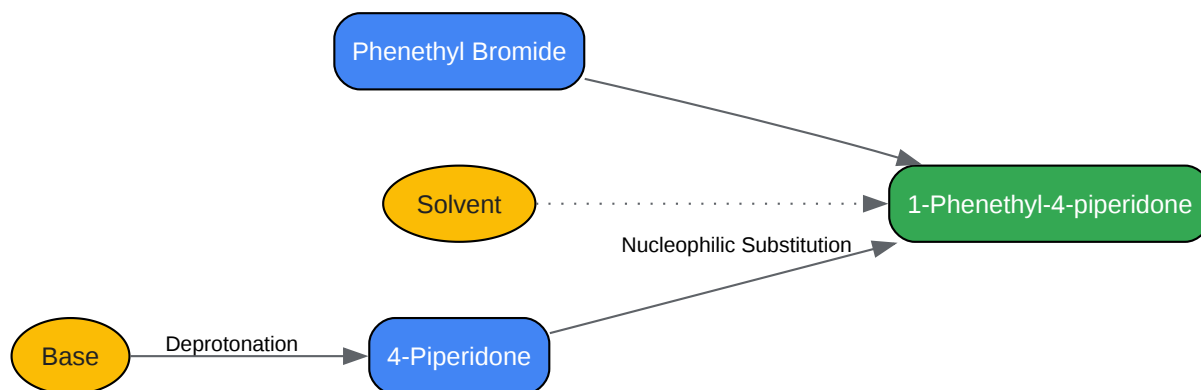 Phenethyl Bromide
Solvent
1-Phenethyl-4-piperidone
Nucleophilic Substitution
Base
Deprotonation
4-Piperidone